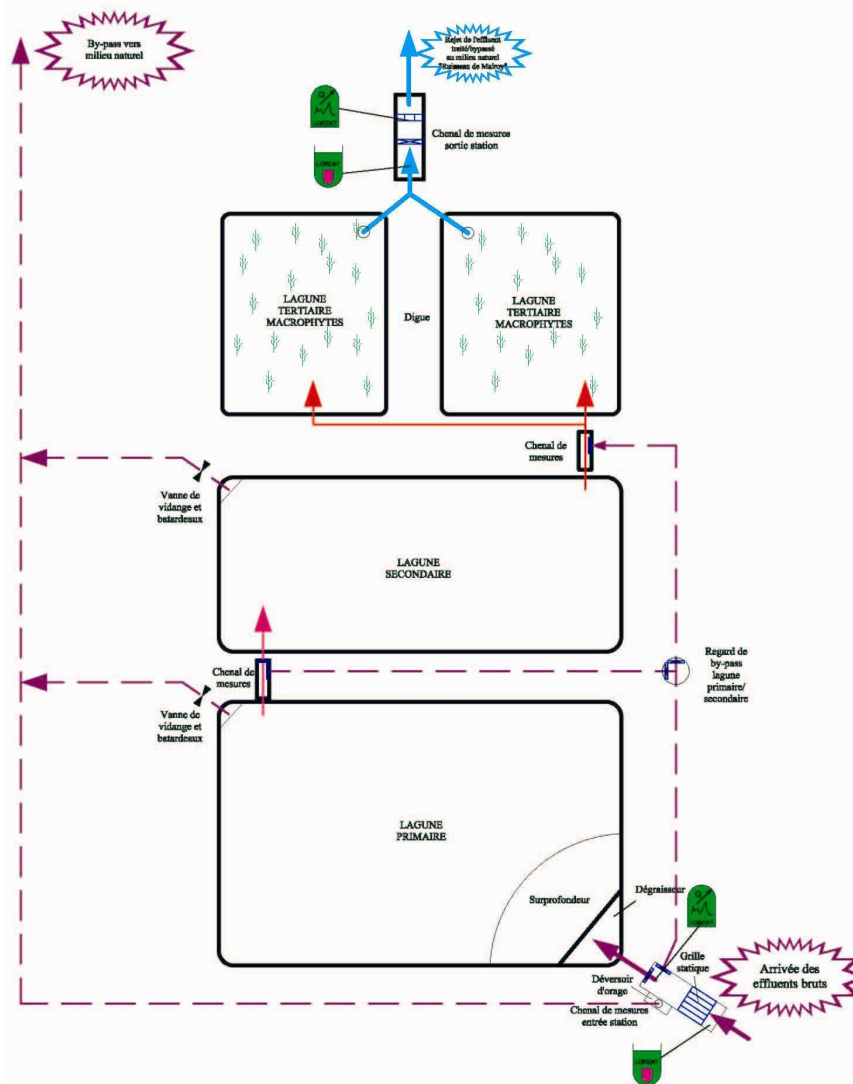 By-pass vers
milieu naturel
Rejet de l'effluent
traité/bypassé
au milieu naturel
"Ruisseau de Malroy"
Chenal de mesures
sortie station
LAGUNE
TERTIAIRE
MACROPHYTES
Digue
LAGUNE
TERTIAIRE
MACROPHYTES
Chenal de
mesures
Vanne de
vidange et
batardeaux
LAGUNE
SECONDAIRE
Chenal de
mesures
Regard de
by-pass
lagune
primaire/
secondaire
Vanne de
vidange et
batardeaux
LAGUNE
PRIMAIRE
Surprofondeur
Dégraisseur
Grille
statique
Arrivée des
effluents bruts
Déversoir
d'orage
Chenal de mesures
entrée station